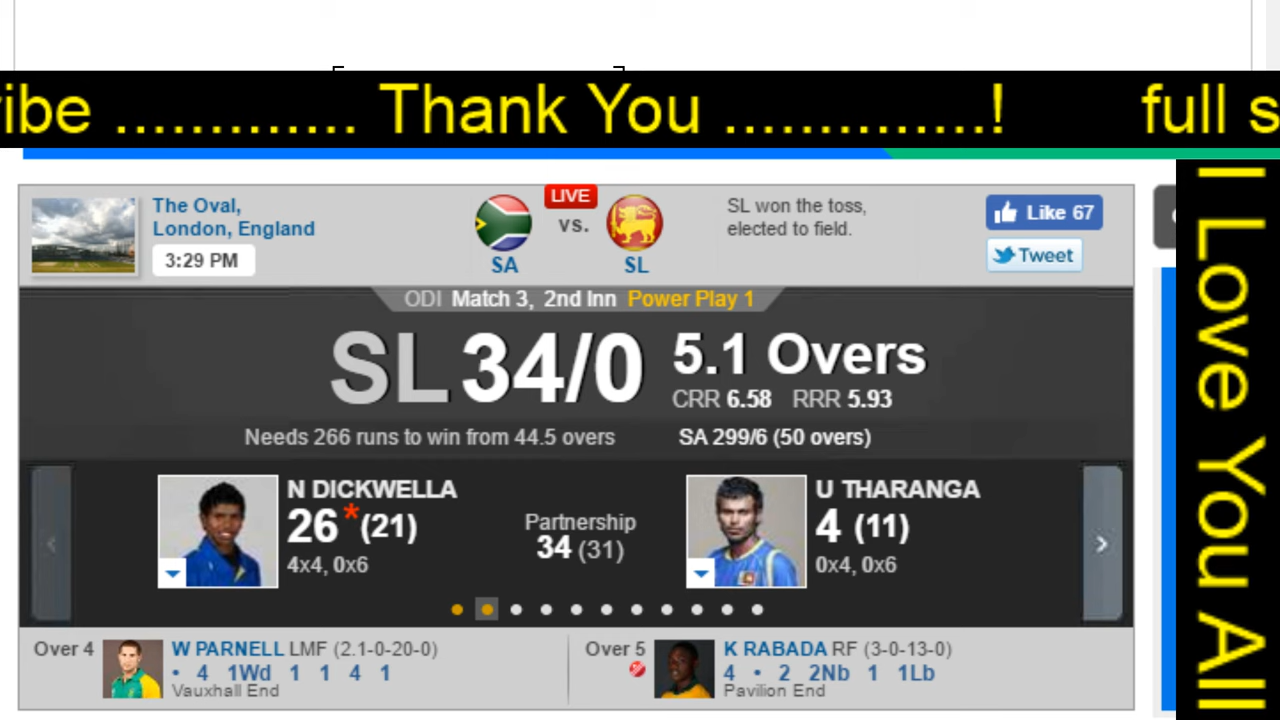 ibe ............. Thank You ..............! full s
I Love You All
The Oval,
London, England
3:29 PM
LIVE
vs.
SA
SL
SL won the toss,
elected to field.
Like 67
Tweet
ODI Match 3, 2nd Inn Power Play 1
SL 34/0
5.1 Overs
CRR 6.58 RRR 5.93
Needs 266 runs to win from 44.5 overs
SA 299/6 (50 overs)
N DICKWELLA
26*(21)
4x4, 0x6
Partnership
34 (31)
U THARANGA
4 (11)
0x4, 0x6
Over 4
W PARNELL LMF (2.1-0-20-0)
• 4 1Wd 1 1 4 1
Vauxhall End
Over 5
K RABADA RF (3-0-13-0)
4 • 2 2Nb 1 1Lb
Pavilion End